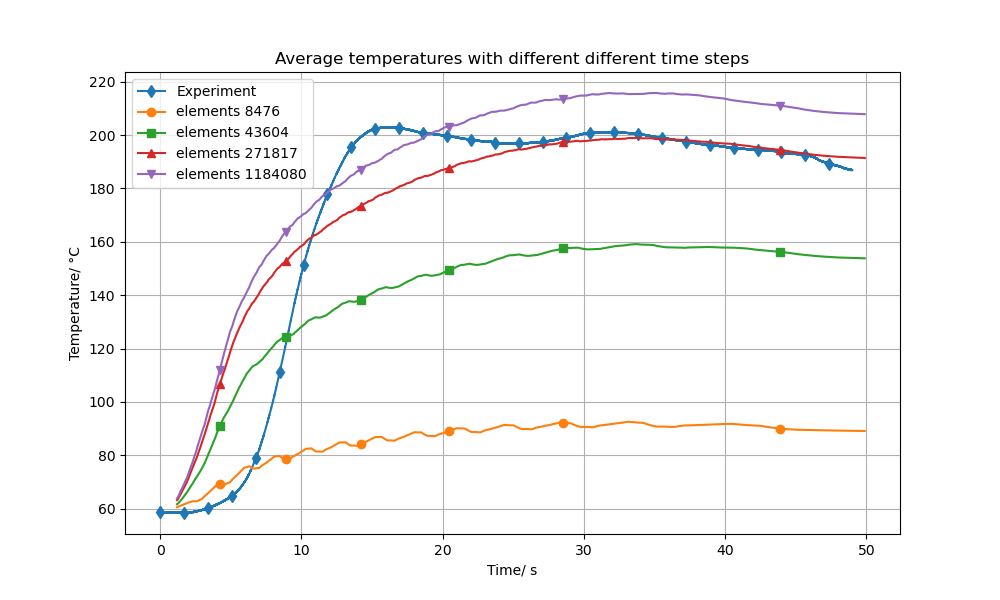 Average temperatures with different different time steps
Experiment
elements 8476
elements 43604
elements 271817
elements 1184080
220
200
180
160
140
120
100
80
60
Temperature/ °C
0 10 20 30 40 50
Time/ s